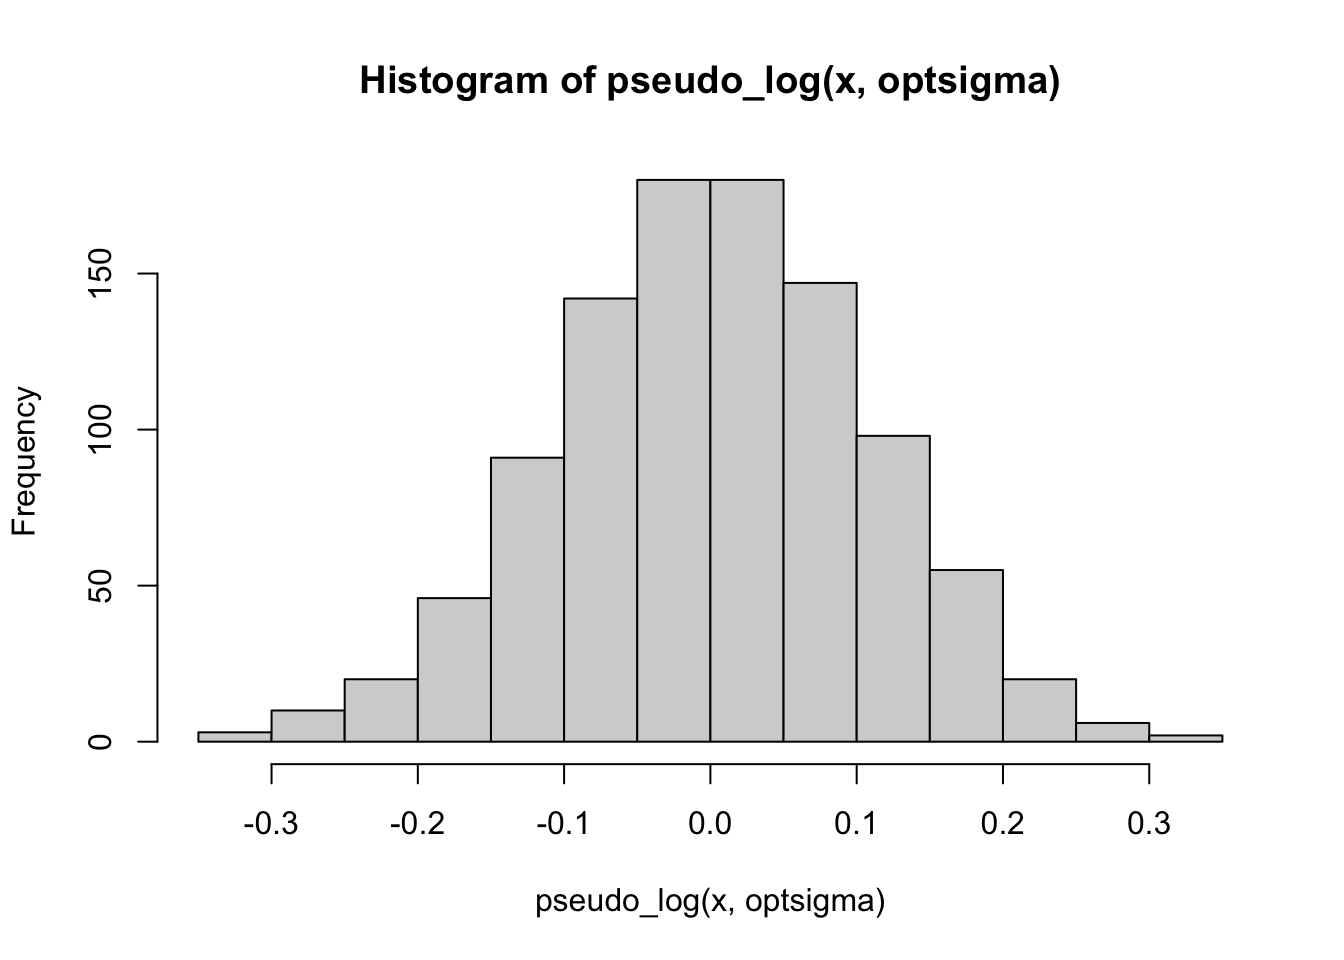 Histogram of pseudo_log(x, optsigma)
Frequency
150
100
50
0
-0.3 -0.2 -0.1 0.0 0.1 0.2 0.3
pseudo_log(x, optsigma)